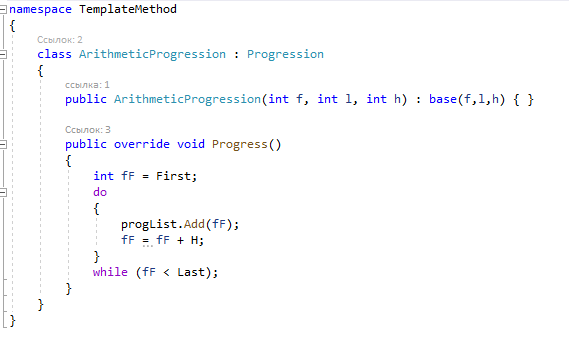 namespace TemplateMethod
{
Ссылок: 2
class ArithmeticProgression : Progression
{
ссылка: 1
public ArithmeticProgression(int f, int l, int h) : base(f,l,h) { }
Ссылок: 3
public override void Progress()
{
int fF = First;
do
{
progList.Add(fF);
fF = fF + H;
}
while (fF < Last);
}
}
}